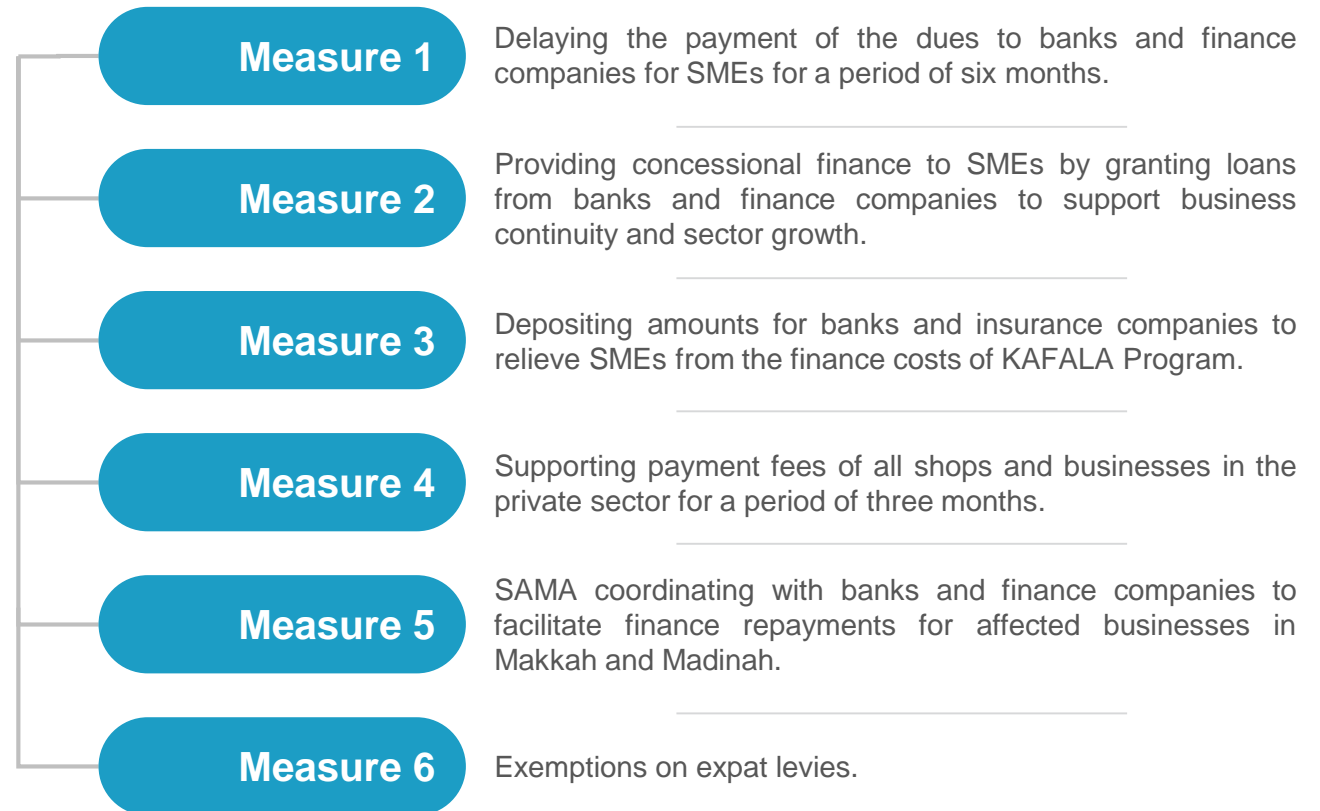 Measure 1
Delaying the payment of the dues to banks and finance
companies for SMEs for a period of six months.
Measure 2
Providing concessional finance to SMEs by granting loans
from banks and finance companies to support business
continuity and sector growth.
Measure 3
Depositing amounts for banks and insurance companies to
relieve SMEs from the finance costs of KAFALA Program.
Measure 4
Supporting payment fees of all shops and businesses in the
private sector for a period of three months.
Measure 5
SAMA coordinating with banks and finance companies to
facilitate finance repayments for affected businesses in
Makkah and Madinah.
Measure 6
Exemptions on expat levies.